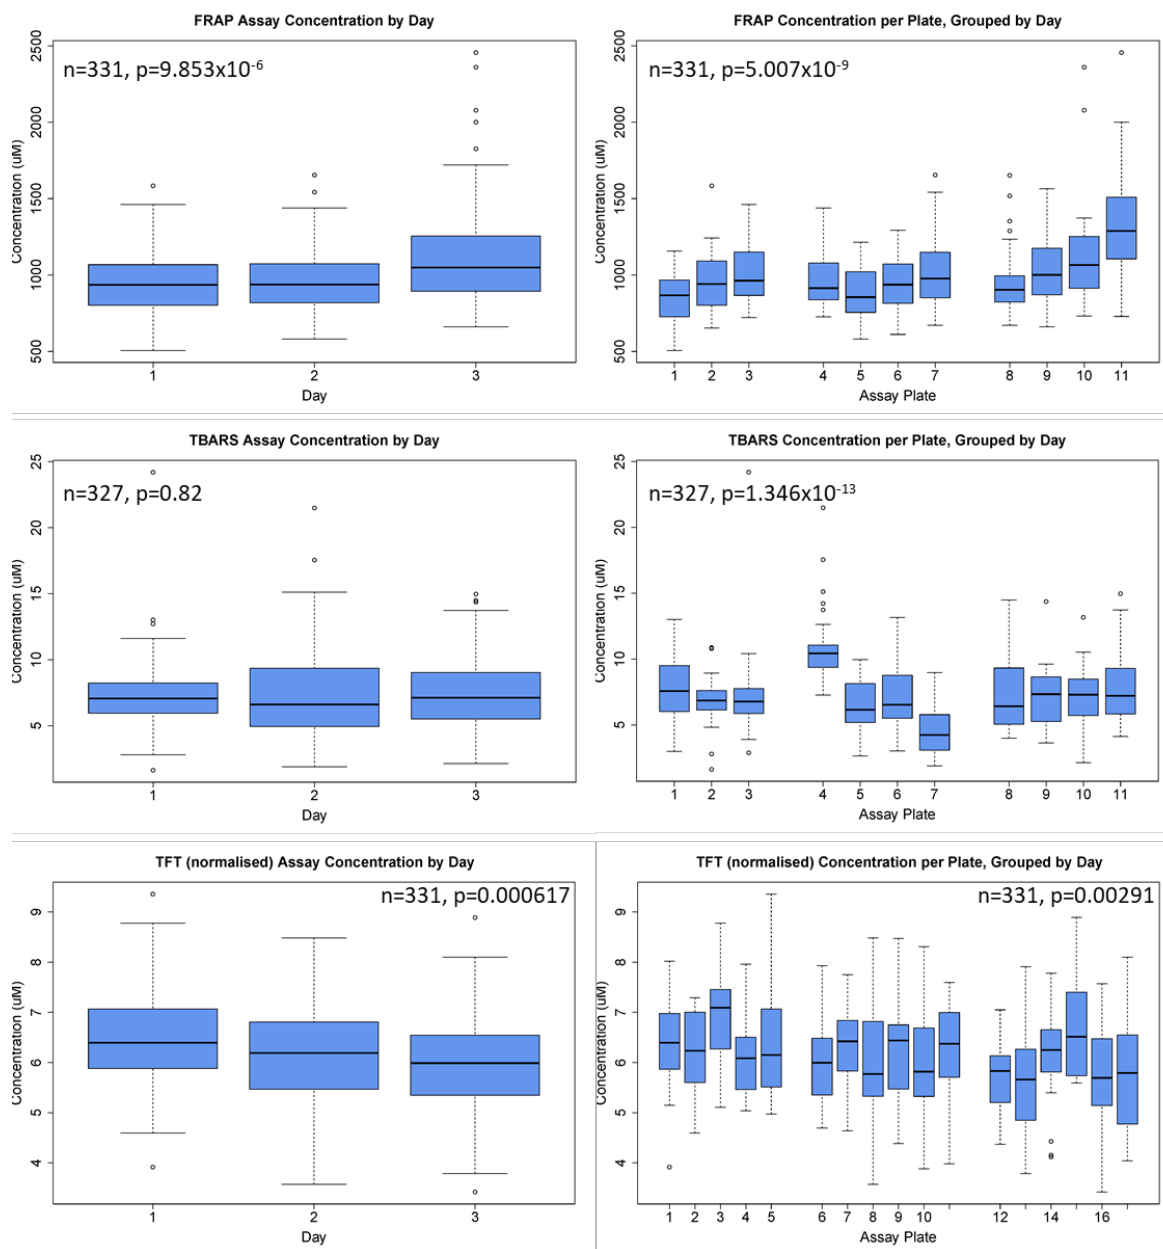 FRAP Assay Concentration by Day
n=331, p=9.853x10-6
Concentration (uM)
2500
2000
1500
1000
500
1 2 3
Day
FRAP Concentration per Plate, Grouped by Day
n=331, p=5.007x10-9
Concentration (uM)
2500
2000
1500
1000
500
1 2 3 4 5 6 7 8 9 10 11
Assay Plate
TBARS Assay Concentration by Day
n=327, p=0.82
Concentration (uM)
25
20
15
10
5
1 2 3
Day
TBARS Concentration per Plate, Grouped by Day
n=327, p=1.346x10-13
Concentration (uM)
25
20
15
10
5
1 2 3 4 5 6 7 8 9 10 11
Assay Plate
TFT (normalised) Assay Concentration by Day
n=331, p=0.000617
Concentration (uM)
9
8
7
6
5
4
1 2 3
Day
TFT (normalised) Concentration per Plate, Grouped by Day
n=331, p=0.00291
Concentration (uM)
9
8
7
6
5
4
1 2 3 4 5 6 7 8 9 10 12 14 16
Assay Plate